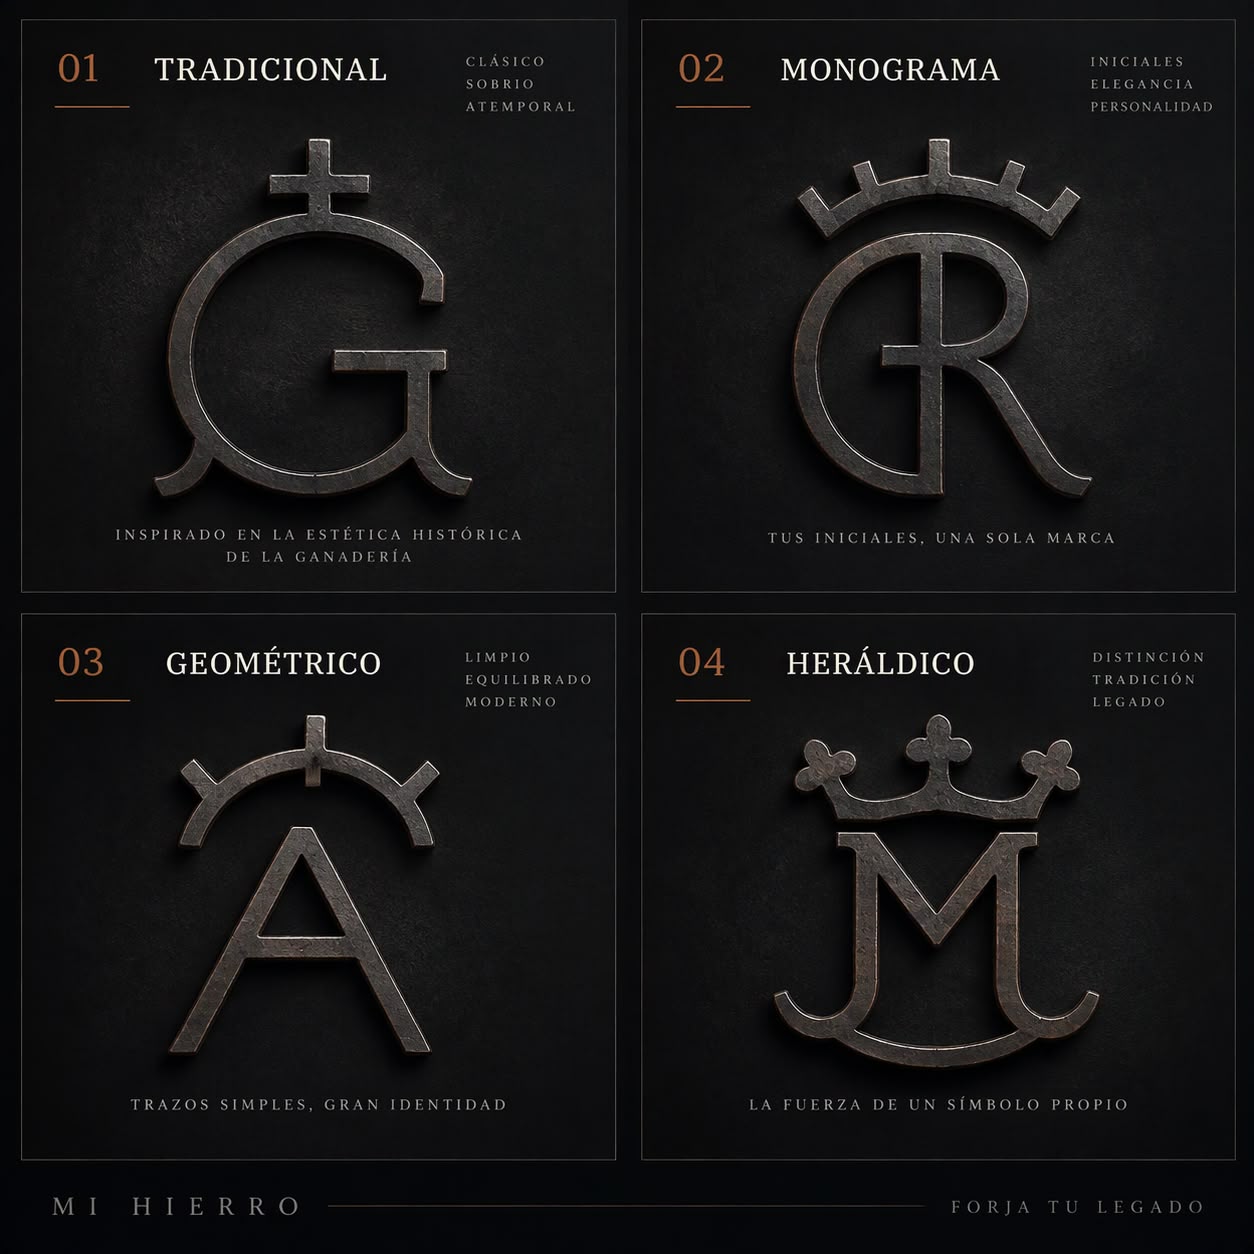 01 TRADICIONAL
CLÁSICO
SOBRIO
ATEMPORAL
G
INSPIRADO EN LA ESTÉTICA HISTÓRICA
DE LA GANADERÍA
02 MONOGRAMA
INICIALES
ELEGANCIA
PERSONALIDAD
GR
TUS INICIALES, UNA SOLA MARCA
03 GEOMÉTRICO
LIMPIO
EQUILIBRADO
MODERNO
A
TRAZOS SIMPLES, GRAN IDENTIDAD
04 HERÁLDICO
DISTINCIÓN
TRADICIÓN
LEGADO
M
LA FUERZA DE UN SÍMBOLO PROPIO
MI HIERRO
FORJA TU LEGADO